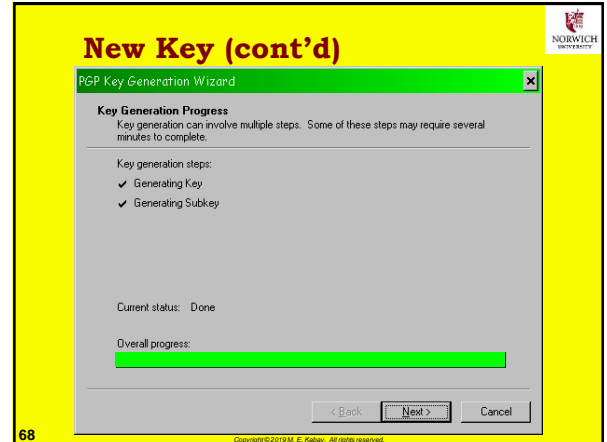 New Key (cont'd)
NORWICH
UNIVERSITY
PGP Key Generation Wizard
Key Generation Progress
Key generation can involve multiple steps. Some of these steps may require several
minutes to complete.
Key generation steps:
✓ Generating Key
✓ Generating Subkey
Current status: Done
Overall progress:
< Back
Next >
Cancel
68
Copyright © 2019 M. E. Kabay. All rights reserved.